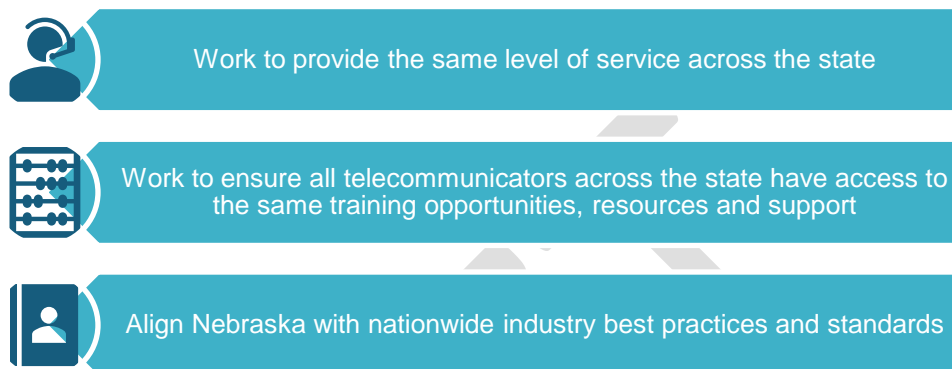 Work to provide the same level of service across the state
Work to ensure all telecommunicators across the state have access to
the same training opportunities, resources and support
Align Nebraska with nationwide industry best practices and standards